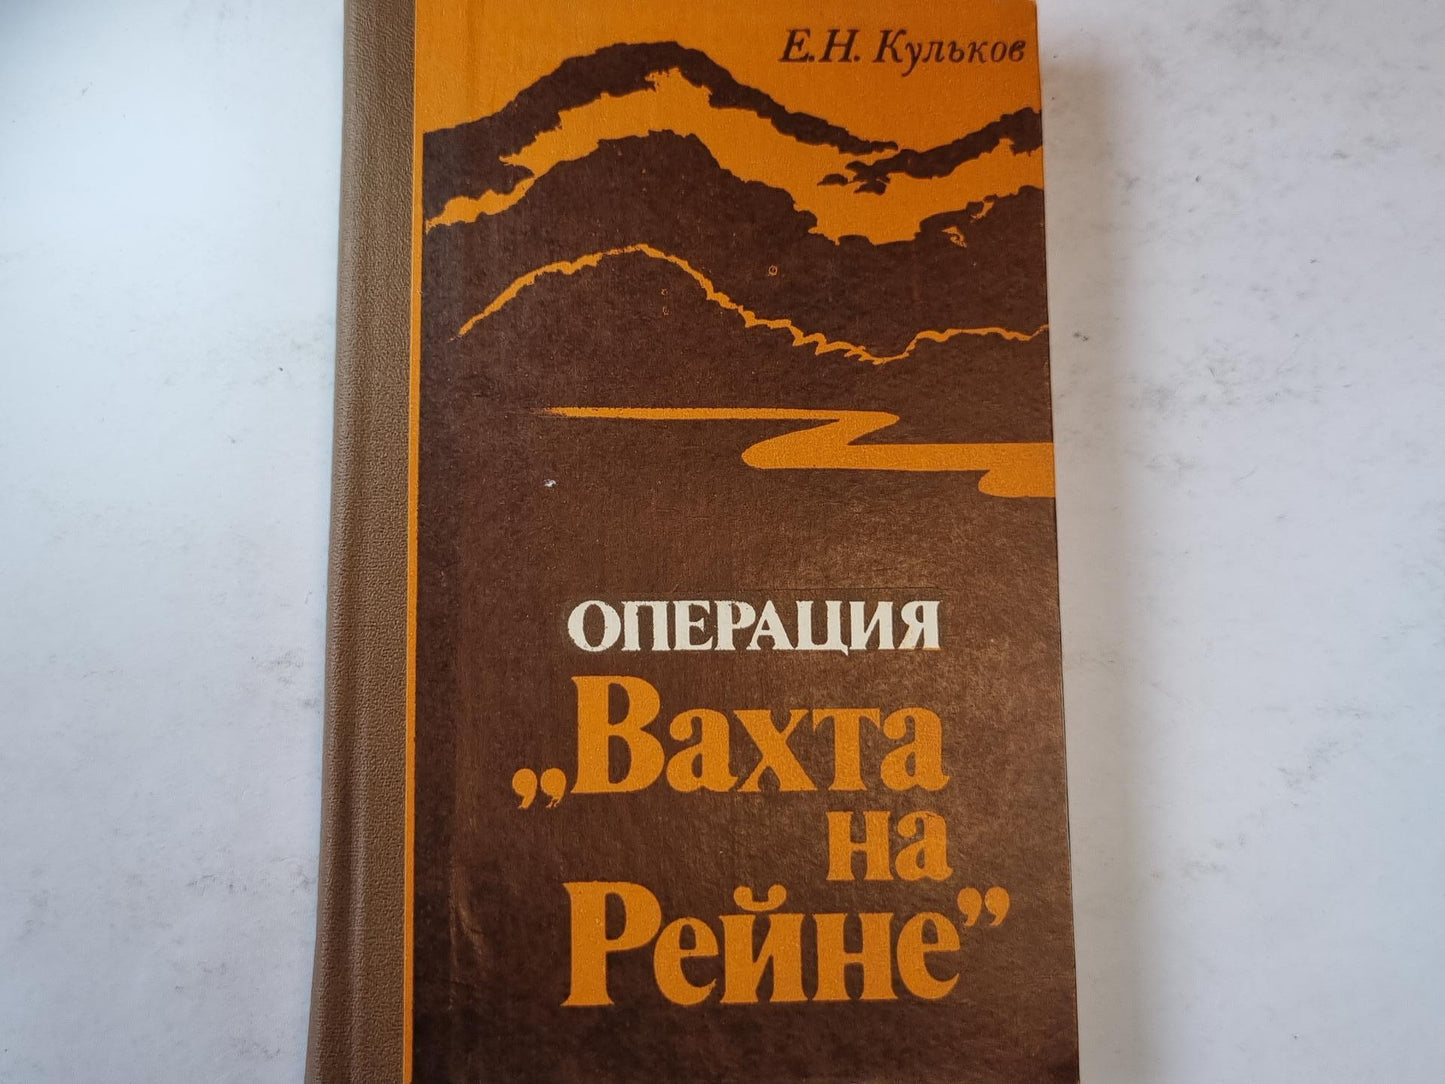 Е.Н. Кульков
ОПЕРАЦИЯ
„Вахта
на
Рейне”